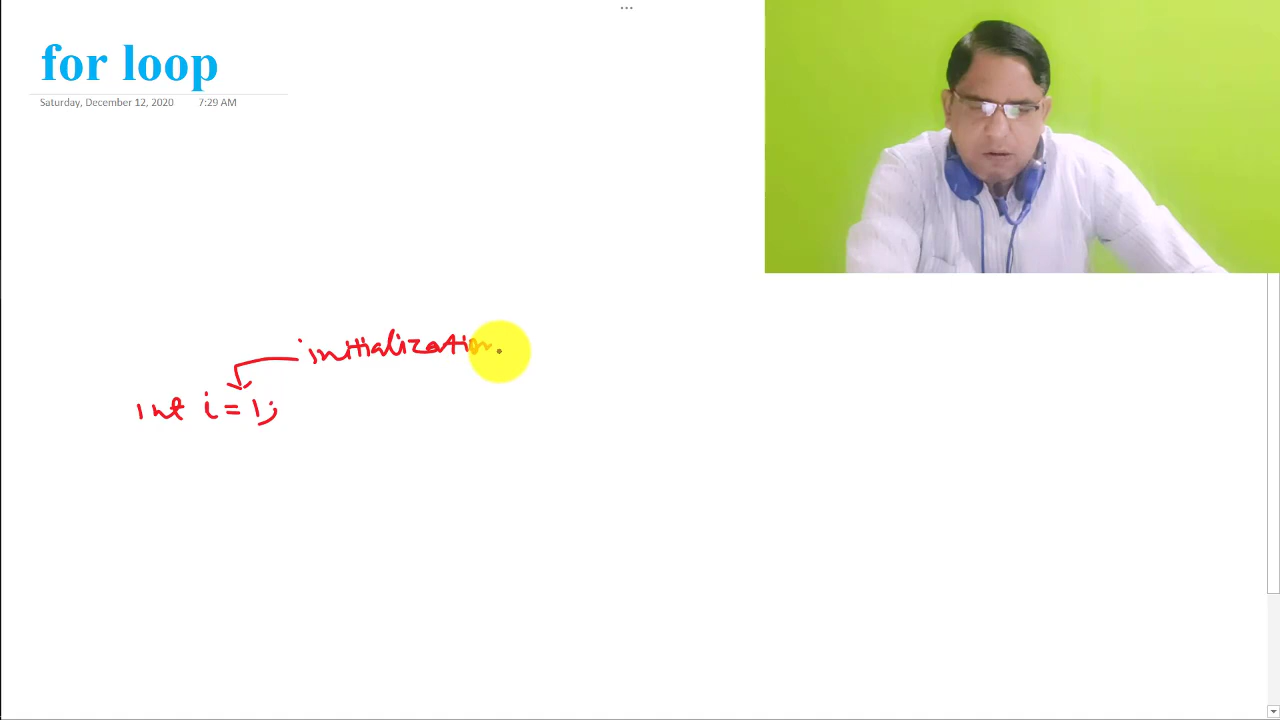 for loop
Saturday, December 12, 2020 7:29 AM
initialization
int i = 1;